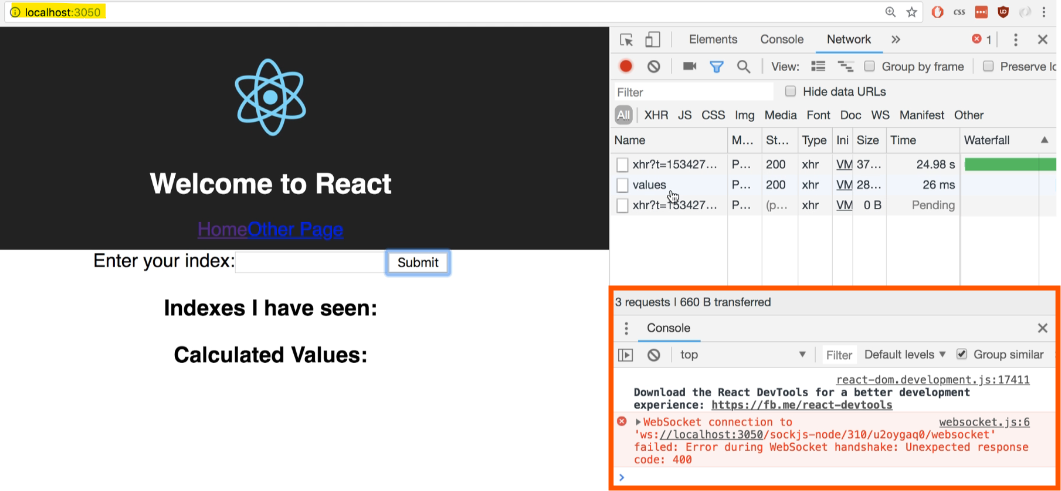 localhost:3050
CSS
Welcome to React
HomeOther Page
Enter your index: Submit
Indexes I have seen:
Calculated Values:
Elements Console Network » 1
View: Group by frame Preserve lo
Filter Hide data URLs
All XHR JS CSS Img Media Font Doc WS Manifest Other
Name M... St... Type Ini Size Time Waterfall
xhr?t=153427... P... 200 xhr VM 37... 24.98 s
values P... 200 xhr VM 28... 26 ms
xhr?t=153427... P... (p... xhr VM 0 B Pending
3 requests | 660 B transferred
Console
top Filter Default levels Group similar
react-dom.development.js:17411
Download the React DevTools for a better development
experience: https://fb.me/react-devtools
WebSocket connection to websocket.js:6
'ws://localhost:3050/sockjs-node/310/u2oygaq0/websocket'
failed: Error during WebSocket handshake: Unexpected response
code: 400